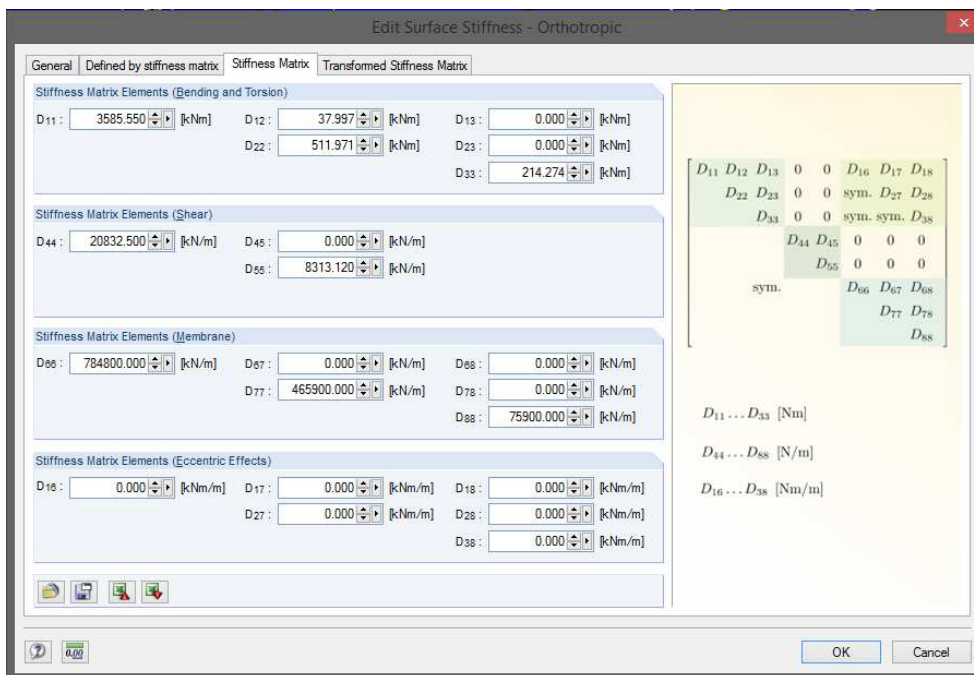 Edit Surface Stiffness - Orthotropic
General Defined by stiffness matrix Stiffness Matrix Transformed Stiffness Matrix
Stiffness Matrix Elements (Bending and Torsion)
D11 : 3585.550 [kNm] D12 : 37.997 [kNm] D13 : 0.000 [kNm]
D22 : 511.971 [kNm] D23 : 0.000 [kNm]
D33 : 214.274 [kNm]
Stiffness Matrix Elements (Shear)
D44 : 20832.500 [kN/m] D45 : 0.000 [kN/m]
D55 : 8313.120 [kN/m]
Stiffness Matrix Elements (Membrane)
D66 : 784800.000 [kN/m] D67 : 0.000 [kN/m] D68 : 0.000 [kN/m]
D77 : 465900.000 [kN/m] D78 : 0.000 [kN/m]
D88 : 75900.000 [kN/m]
Stiffness Matrix Elements (Eccentric Effects)
D16 : 0.000 [kNm/m] D17 : 0.000 [kNm/m] D18 : 0.000 [kNm/m]
D27 : 0.000 [kNm/m] D28 : 0.000 [kNm/m]
D38 : 0.000 [kNm/m]
D11 D12 D13 0 0 D16 D17 D18
D22 D23 0 0 sym. D27 D28
D33 0 0 sym. sym. D38
D44 D45 0 0 0
D55 0 0 0
sym. D66 D67 D68
D77 D78
D88
D11 … D33 [Nm]
D44 … D88 [N/m]
D16 … D38 [Nm/m]
0.00
OK Cancel